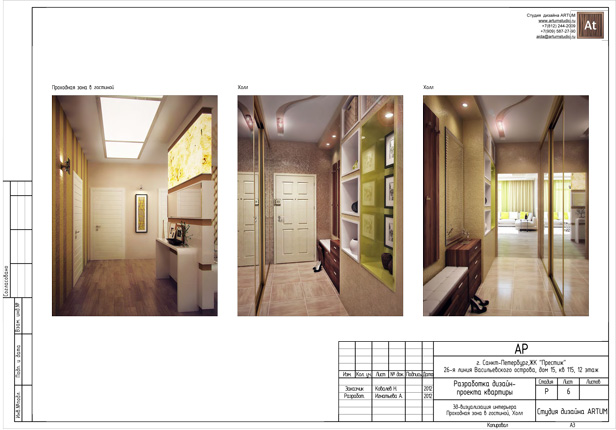 Студия дизайна ARTUM
www.artumstudio.ru
+7(812) 244-2009
+7(909) 587-27-90
asta@artumstudio.ru
At
Проходная зона в гостиной
Холл
Холл
Согласовано
Взам. инв.№
Подп. и дата
Инв.№подл.
АР
г. Санкт-Петербург,ЖК "Престиж"
26-я линия Васильевского острова, дом 15, кв 115, 12 этаж
Изм. Кол. уч. Лист № док. Подпись Дата
Заказчик Ковалев Н. 2012
Разработ. Игнатьева А. 2012
Разработка дизайн-
проекта квартиры
Стадия Лист Листов
Р 6
3D-визуализация интерьера
Проходная зона в гостиной, Холл
Студия дизайна ARTUM
Копировал А3